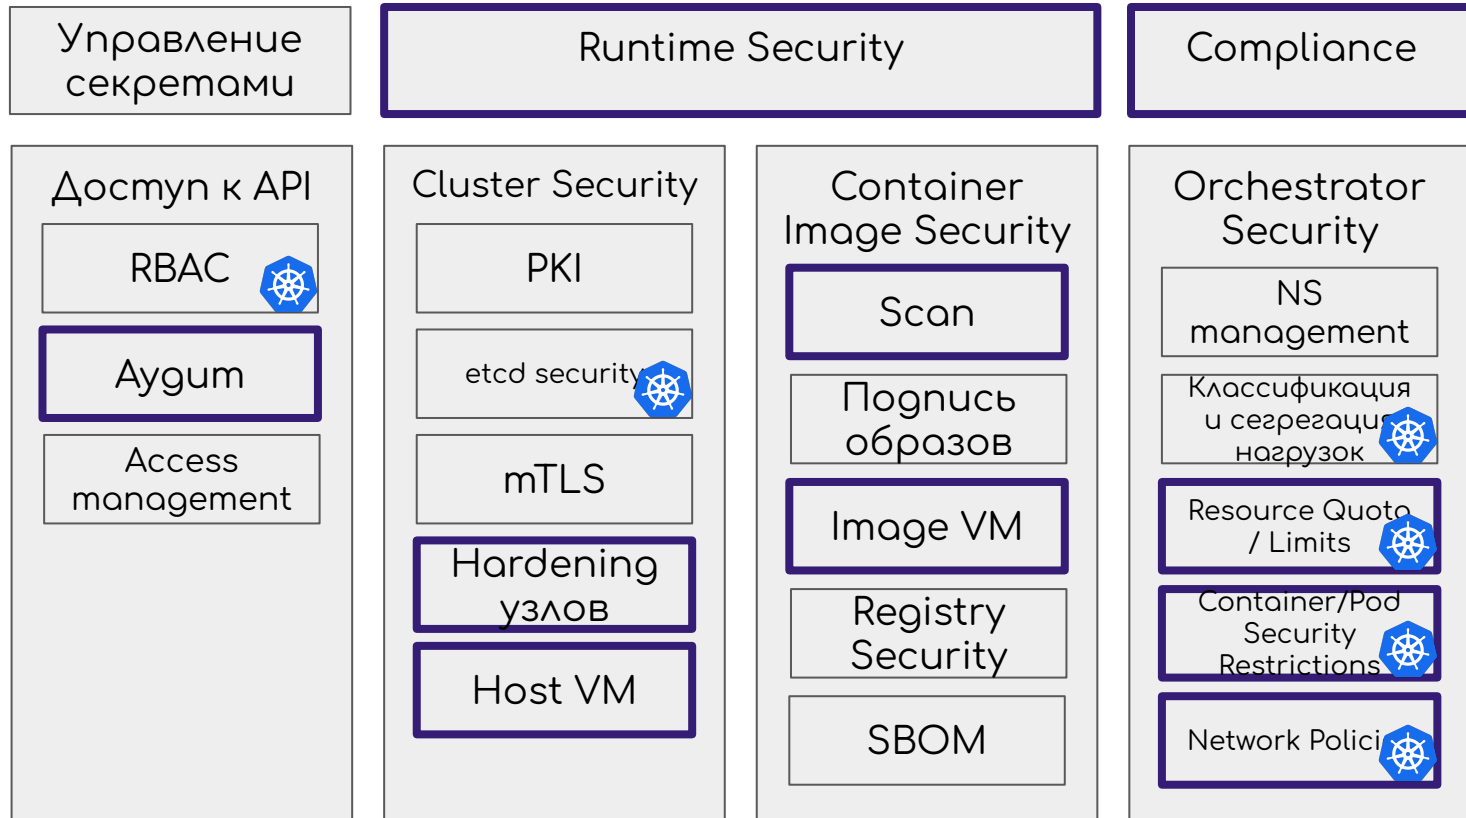 Управление
секретами
Runtime Security
Compliance
Доступ к API
RBAC
Аудит
Access
management
Cluster Security
PKI
etcd security
mTLS
Hardening
узлов
Host VM
Container
Image Security
Scan
Подпись
образов
Image VM
Registry
Security
SBOM
Orchestrator
Security
NS
management
Классификация
и сегрегация
нагрузок
Resource Quota
/ Limits
Container/Pod
Security
Restrictions
Network Polici